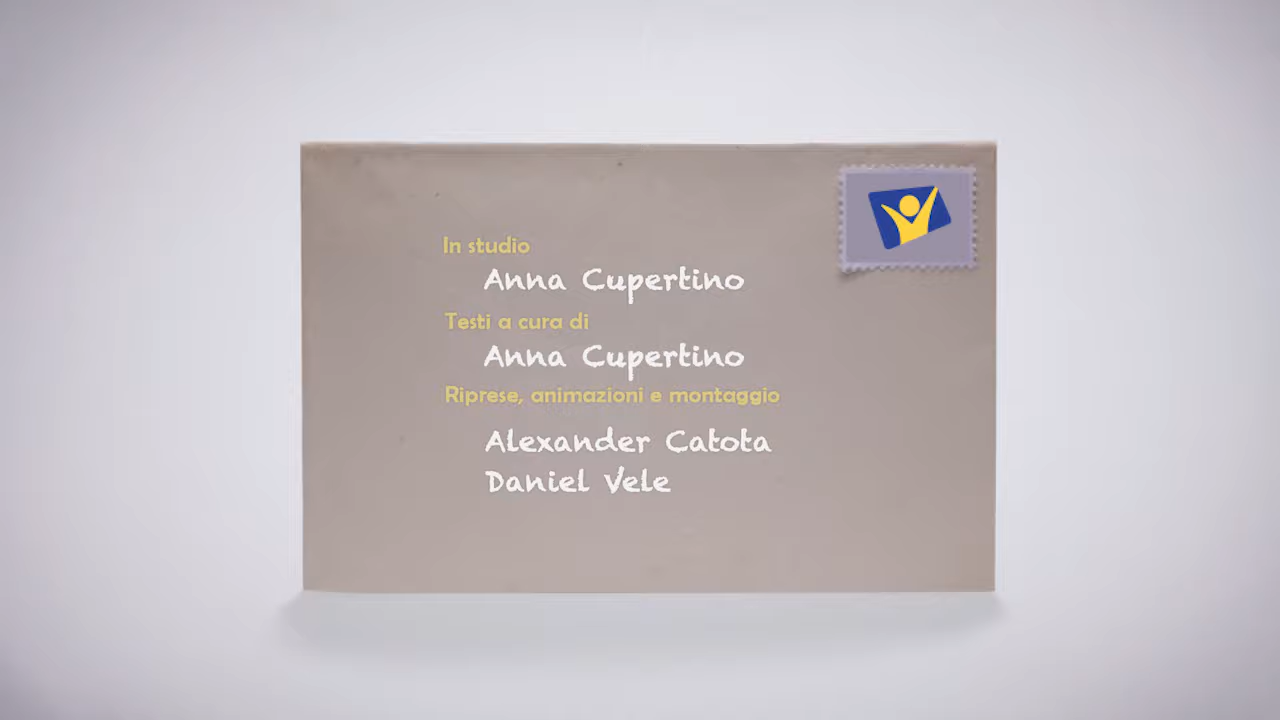 In studio
Anna Cupertino
Testi a cura di
Anna Cupertino
Riprese, animazioni e montaggio
Alexander Catota
Daniel Vele